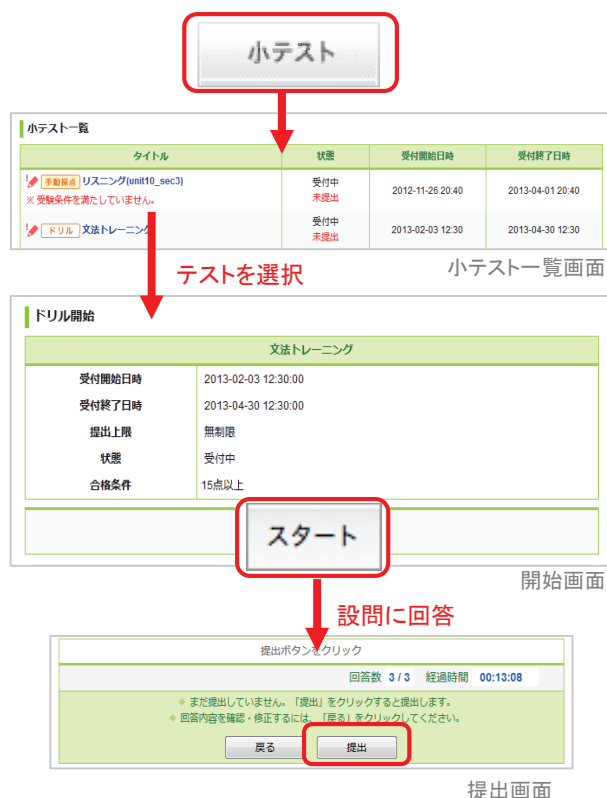 小テスト
小テスト一覧
タイトル 状態 受付開始日時 受付終了日時
手動採点 リスニング(unit10_sec3) 受付中 2012-11-26 20:40 2013-04-01 20:40
※ 受験条件を満たしていません。 未提出
ドリル 文法トレーニング 受付中 2013-02-03 12:30 2013-04-30 12:30
未提出
テストを選択
小テスト一覧画面
ドリル開始
文法トレーニング
受付開始日時 2013-02-03 12:30:00
受付終了日時 2013-04-30 12:30:00
提出上限 無制限
状態 受付中
合格条件 15点以上
スタート
開始画面
設問に回答
提出ボタンをクリック
回答数 3 / 3 経過時間 00:13:08
◆ まだ提出していません。「提出」をクリックすると提出します。
◆ 回答内容を確認・修正するには、「戻る」をクリックしてください。
戻る 提出
提出画面